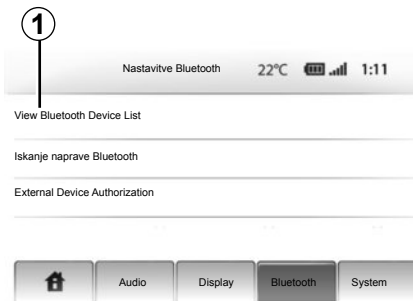 1
Nastavitve Bluetooth 22°C 1:11
View Bluetooth Device List
Iskanje naprave Bluetooth
External Device Authorization
Audio Display Bluetooth System